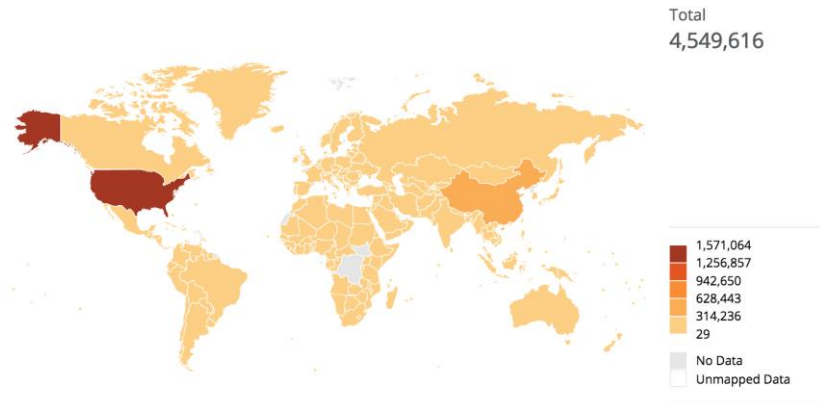 Total
4,549,616
1,571,064
1,256,857
942,650
628,443
314,236
29
No Data
Unmapped Data